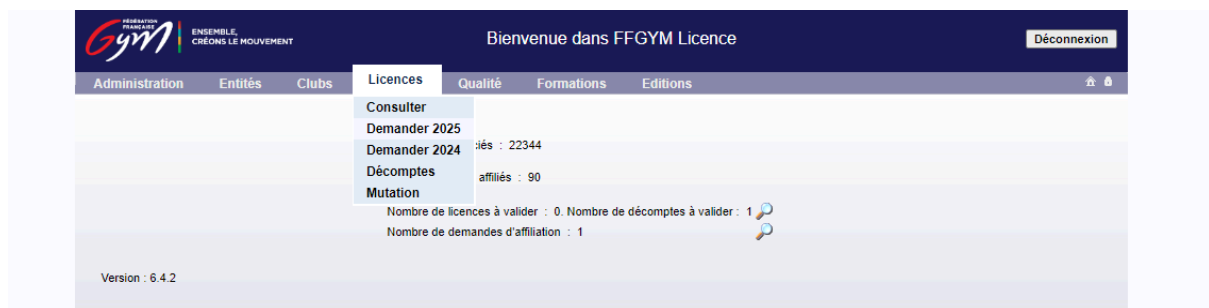 FÉDÉRATION
FRANÇAISE
Gym
ENSEMBLE,
CRÉONS LE MOUVEMENT
Bienvenue dans FFGYM Licence
Déconnexion
Administration Entités Clubs Licences Qualité Formations Editions
Consulter
Demander 2025
Demander 2024
Décomptes
Mutation
ciés : 22344
affiliés : 90
Nombre de licences à valider : 0. Nombre de décomptes à valider : 1
Nombre de demandes d'affiliation : 1
Version : 6.4.2